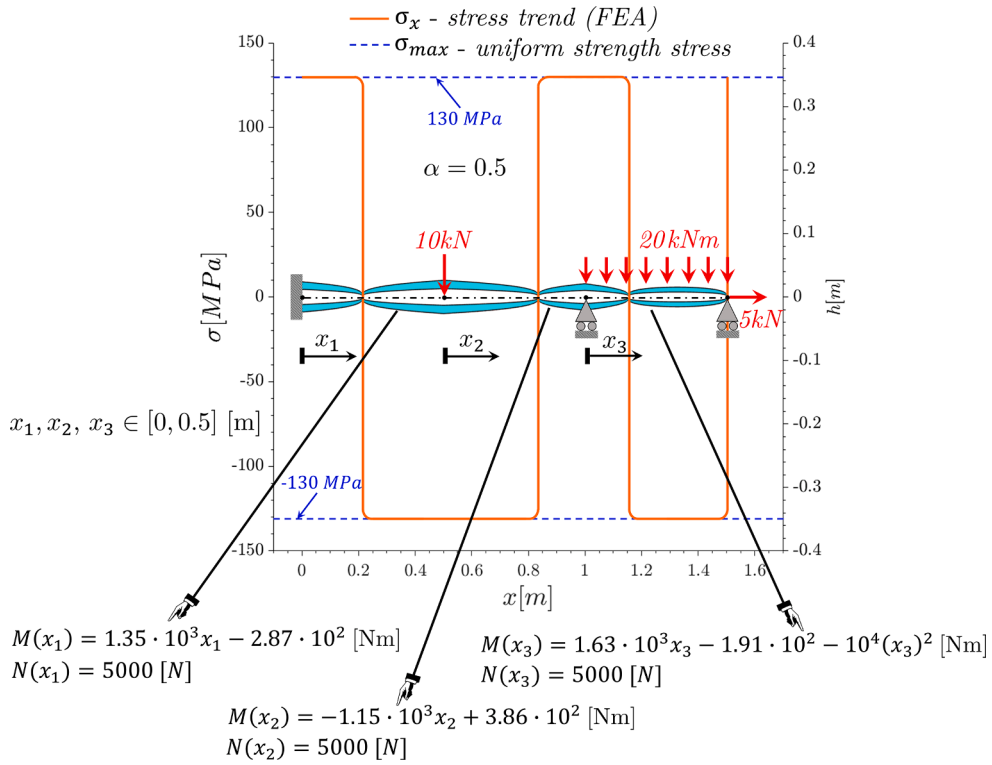 σx - stress trend (FEA)
σmax - uniform strength stress
150
100
50
0
-50
-100
-150
σ[MPa]
0.4
0.3
0.2
0.1
0
-0.1
-0.2
-0.3
-0.4
h[m]
130 MPa
α = 0.5
10kN
20kNm
5kN
x1
x2
x3
x1, x2, x3 ∈ [0, 0.5] [m]
-130 MPa
0 0.2 0.4 0.6 0.8 1 1.2 1.4 1.6
x[m]
M(x1) = 1.35 · 10³x1 − 2.87 · 10² [Nm]
N(x1) = 5000 [N]
M(x3) = 1.63 · 10³x3 − 1.91 · 10² − 10⁴(x3)² [Nm]
N(x3) = 5000 [N]
M(x2) = −1.15 · 10³x2 + 3.86 · 10² [Nm]
N(x2) = 5000 [N]